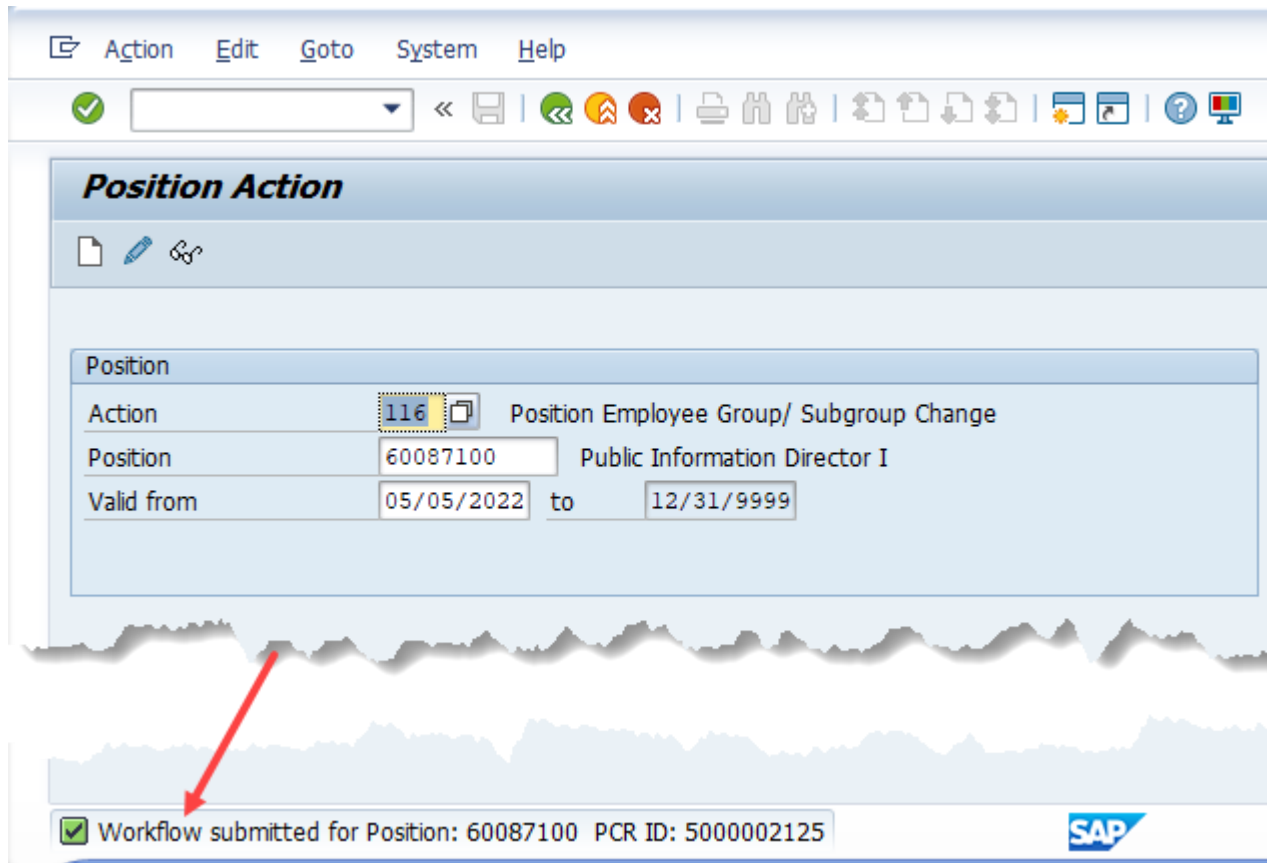 Action Edit Goto System Help
Position Action
Position
Action 116 Position Employee Group/ Subgroup Change
Position 60087100 Public Information Director I
Valid from 05/05/2022 to 12/31/9999
Workflow submitted for Position: 60087100 PCR ID: 5000002125
SAP